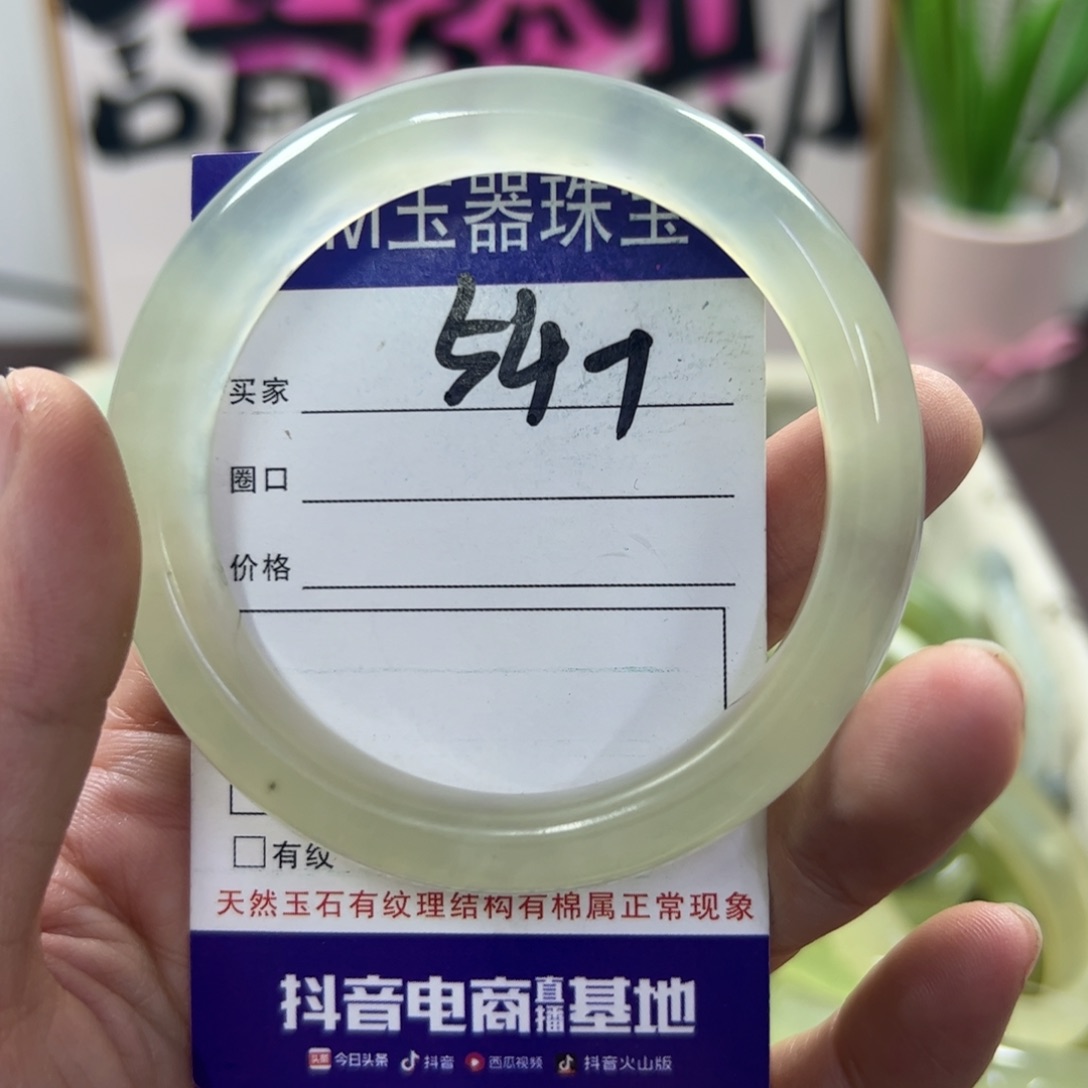 M玉器珠宝
547
买家
圈口
价格
有纹
天然玉石有纹理结构有棉属正常现象
抖音电商直播基地
头条 今日头条 抖音 西瓜视频 抖音火山版